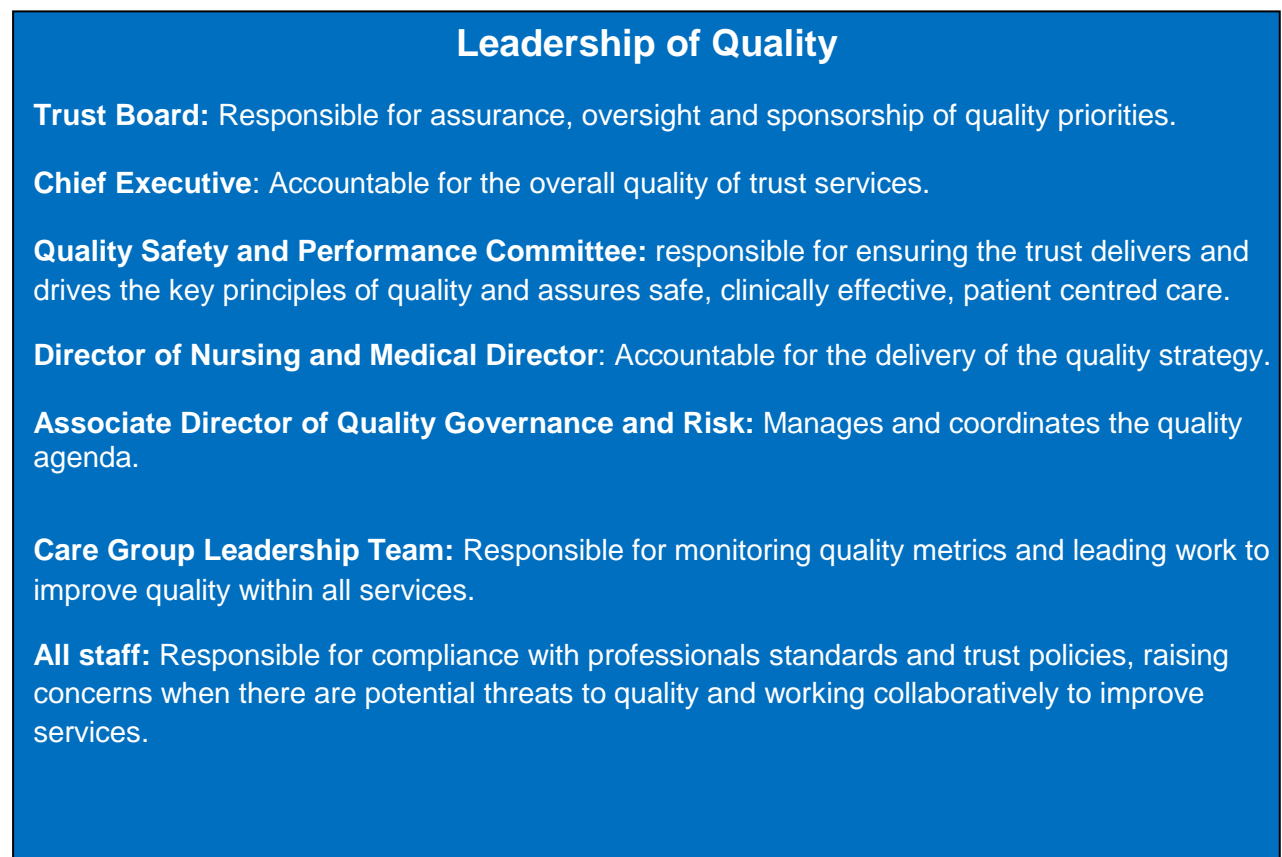 Leadership of Quality
Trust Board: Responsible for assurance, oversight and sponsorship of quality priorities.
Chief Executive: Accountable for the overall quality of trust services.
Quality Safety and Performance Committee: responsible for ensuring the trust delivers and
drives the key principles of quality and assures safe, clinically effective, patient centred care.
Director of Nursing and Medical Director: Accountable for the delivery of the quality strategy.
Associate Director of Quality Governance and Risk: Manages and coordinates the quality
agenda.
Care Group Leadership Team: Responsible for monitoring quality metrics and leading work to
improve quality within all services.
All staff: Responsible for compliance with professionals standards and trust policies, raising
concerns when there are potential threats to quality and working collaboratively to improve
services.